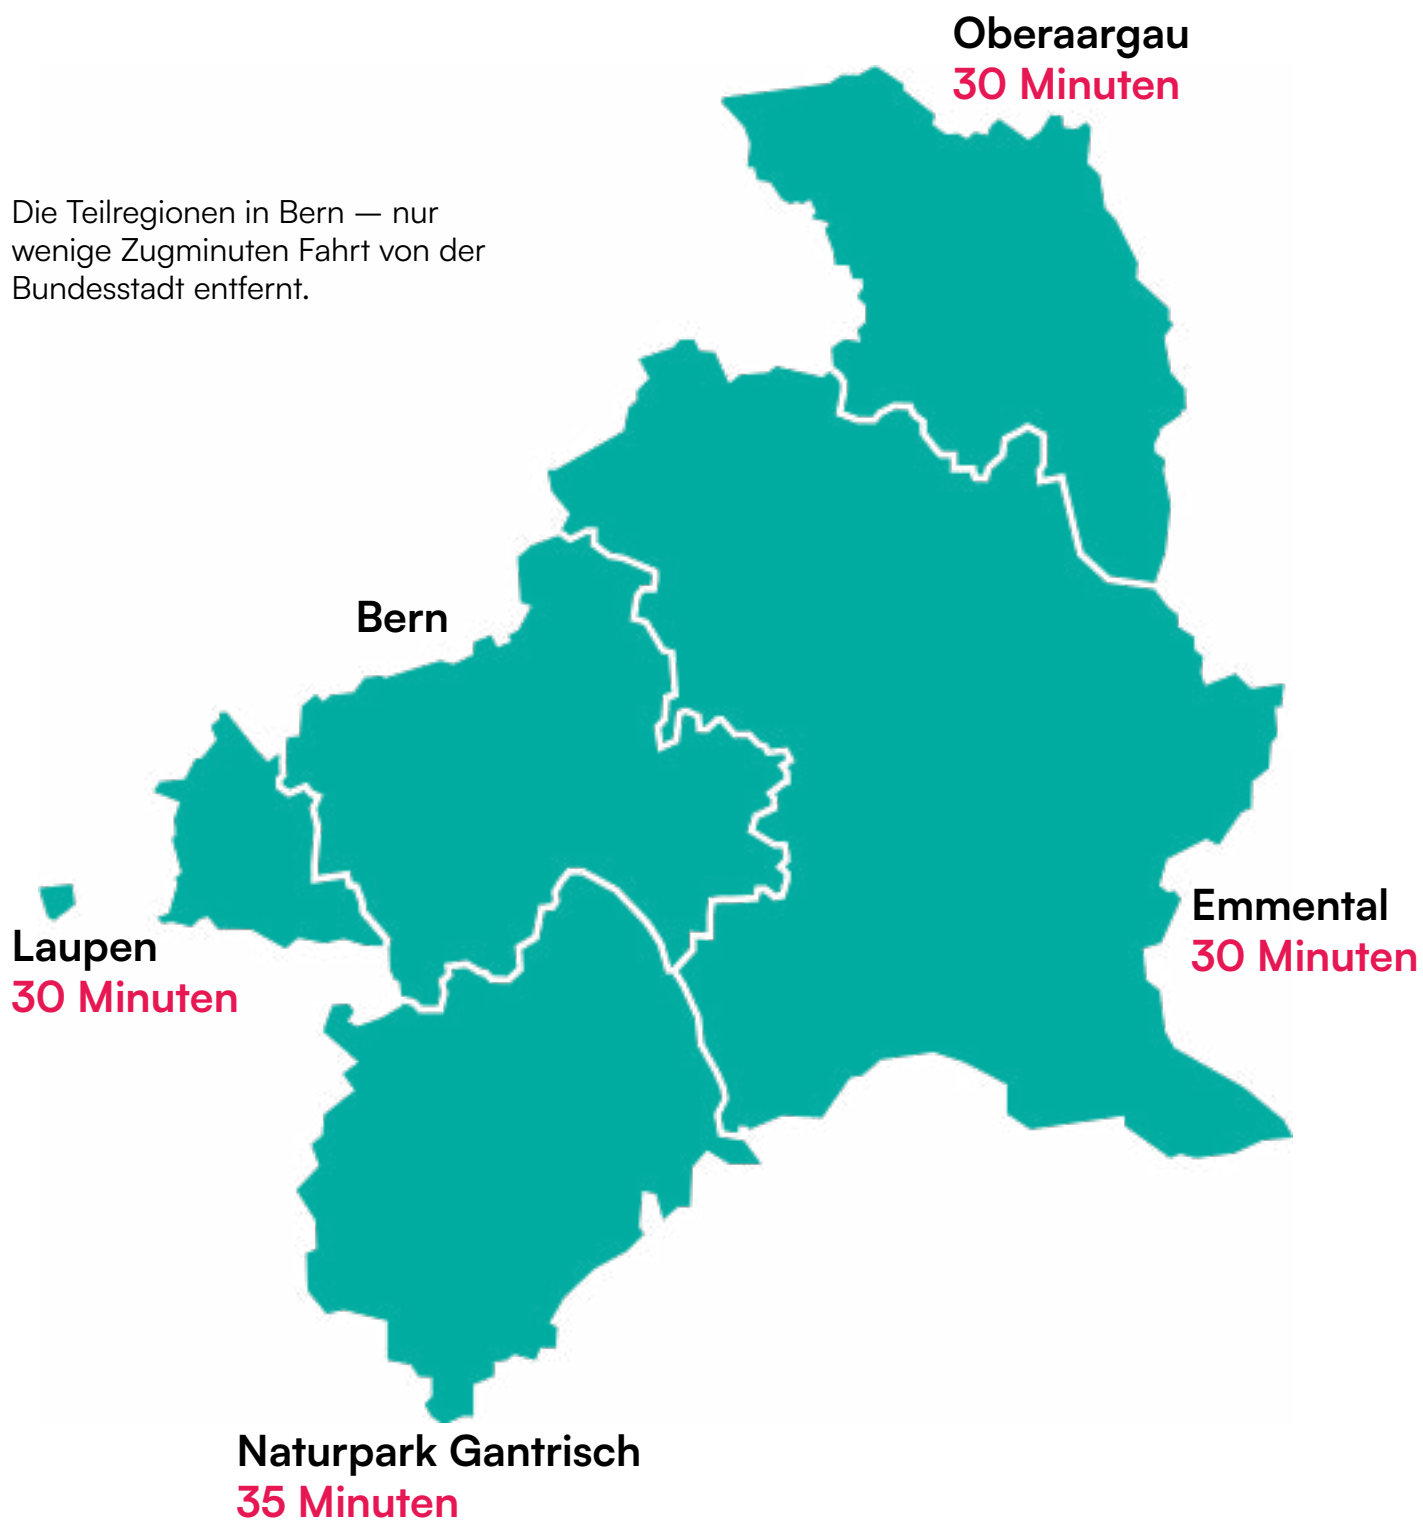 Oberaargau
30 Minuten
Die Teilregionen in Bern – nur
wenige Zugminuten Fahrt von der
Bundesstadt entfernt.
Bern
Emmental
30 Minuten
Laupen
30 Minuten
Naturpark Gantrisch
35 Minuten